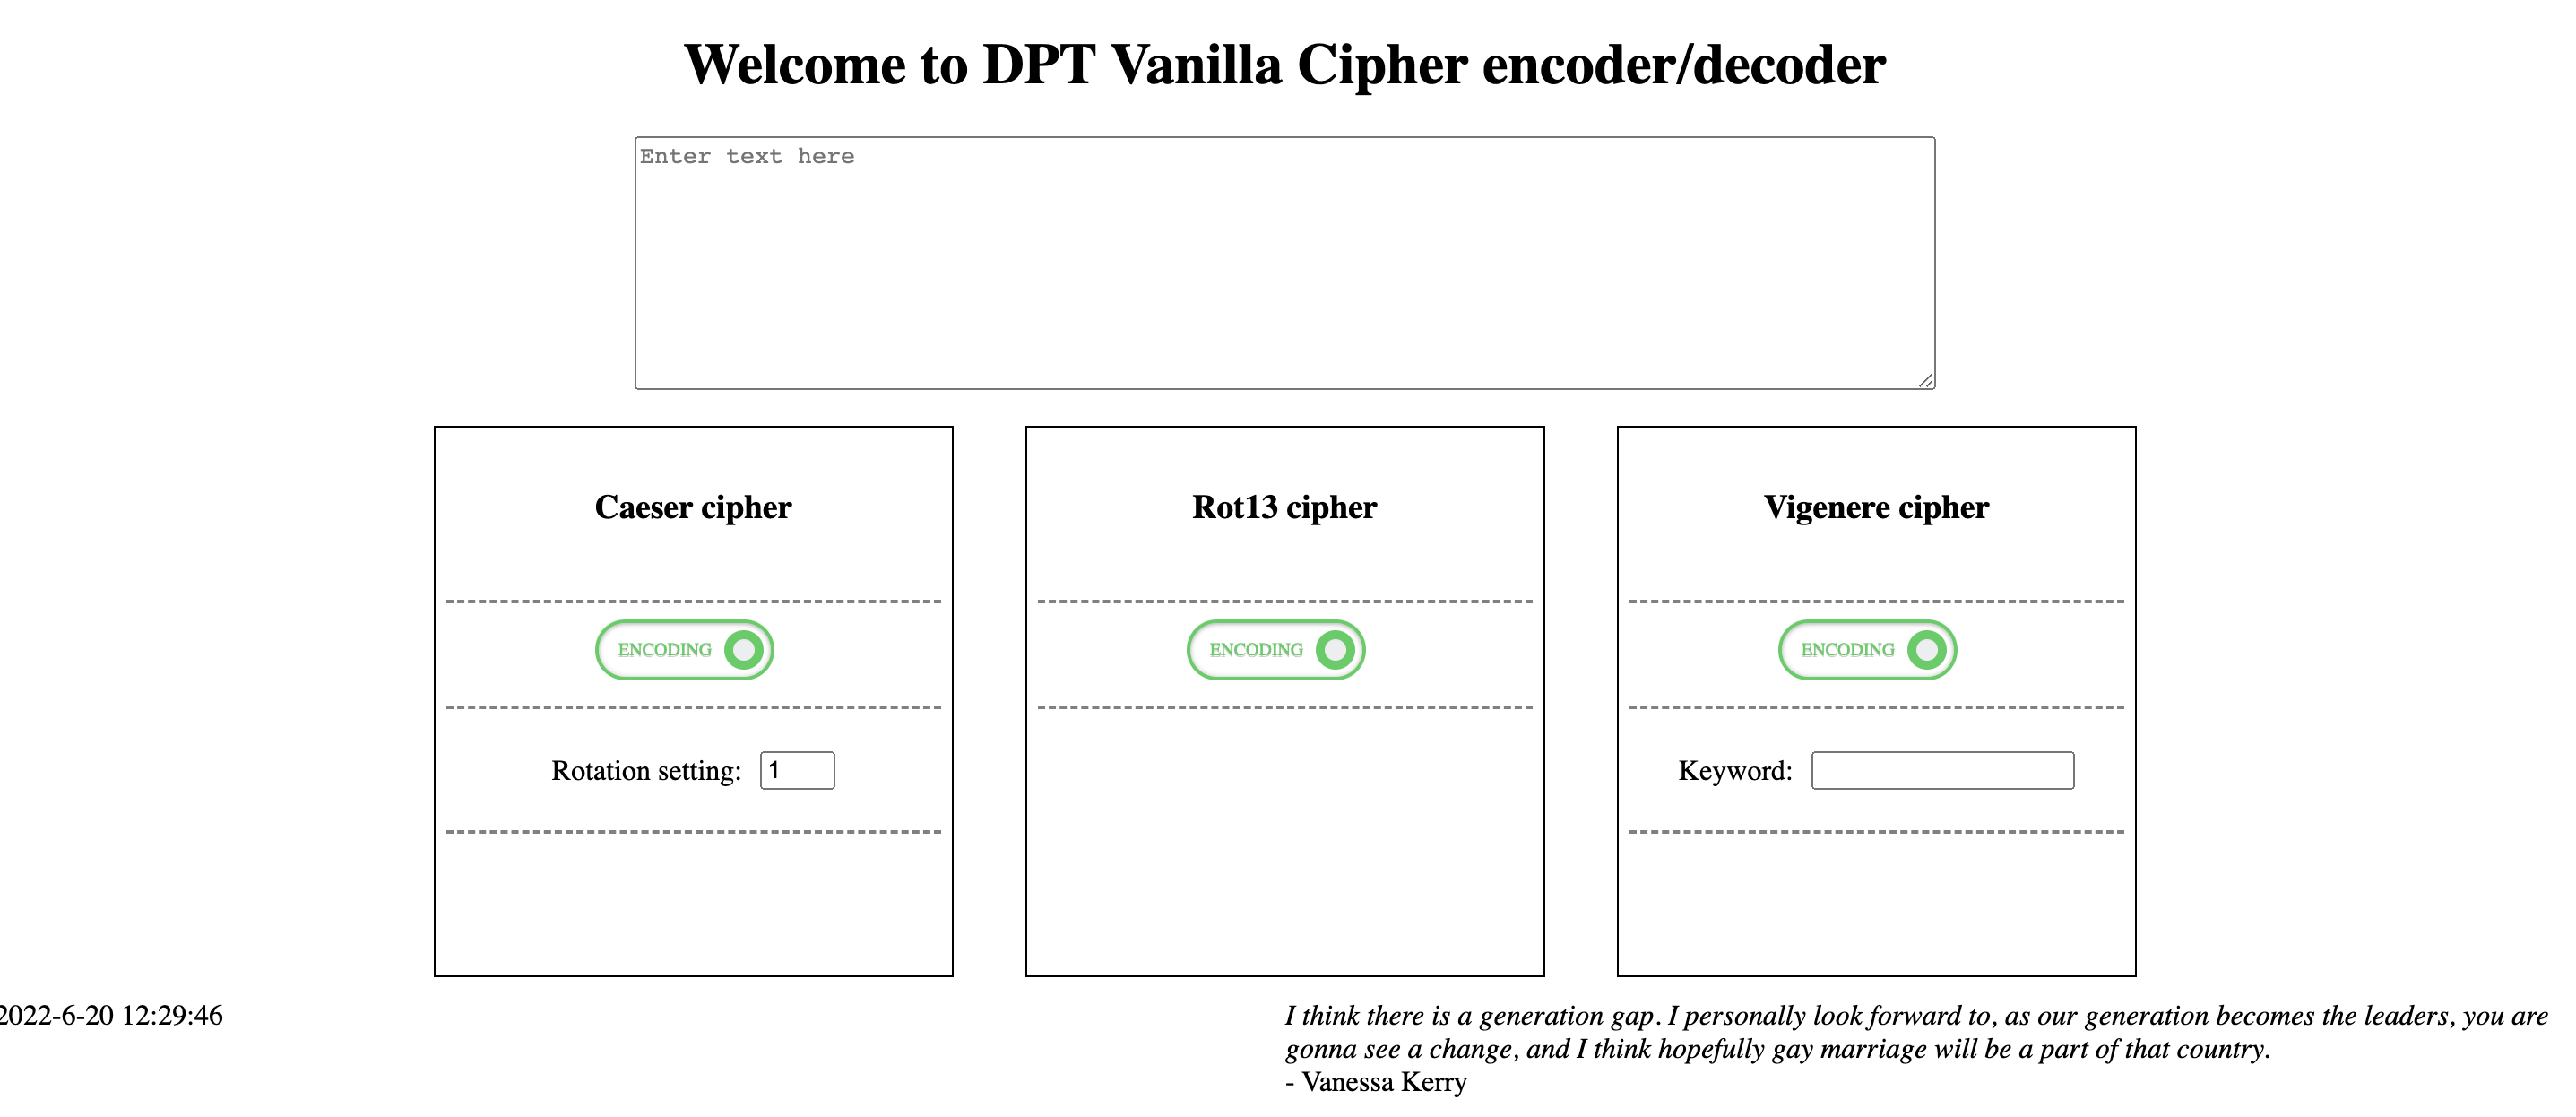 Welcome to DPT Vanilla Cipher encoder/decoder
Enter text here
Caeser cipher
ENCODING
Rotation setting: 1
Rot13 cipher
ENCODING
Vigenere cipher
ENCODING
Keyword:
2022-6-20 12:29:46
I think there is a generation gap. I personally look forward to, as our generation becomes the leaders, you are
gonna see a change, and I think hopefully gay marriage will be a part of that country.
- Vanessa Kerry